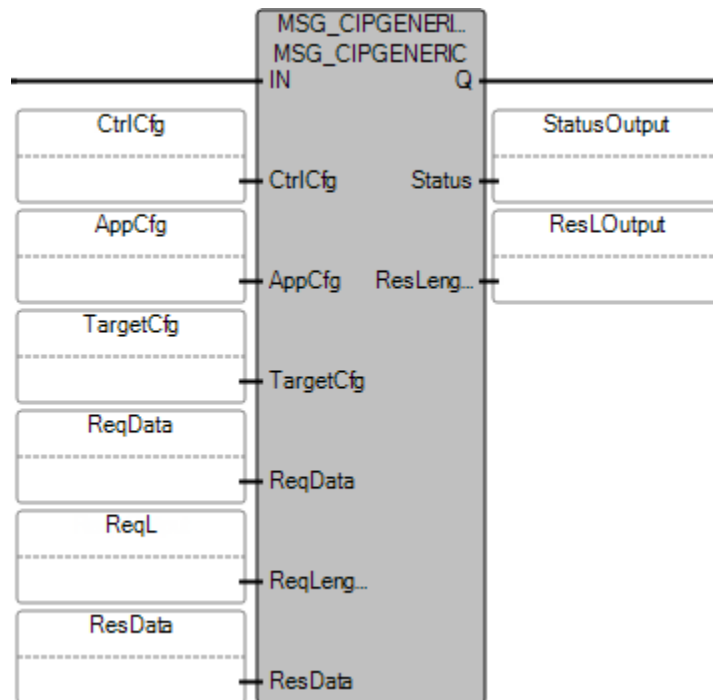 MSG_CIPGENERI...
MSG_CIPGENERIC
IN Q
CtrlCfg StatusOutput
CtrlCfg Status
AppCfg ResLOutput
AppCfg ResLeng...
TargetCfg
TargetCfg
ReqData
ReqData
ReqL
ReqLeng...
ResData
ResData